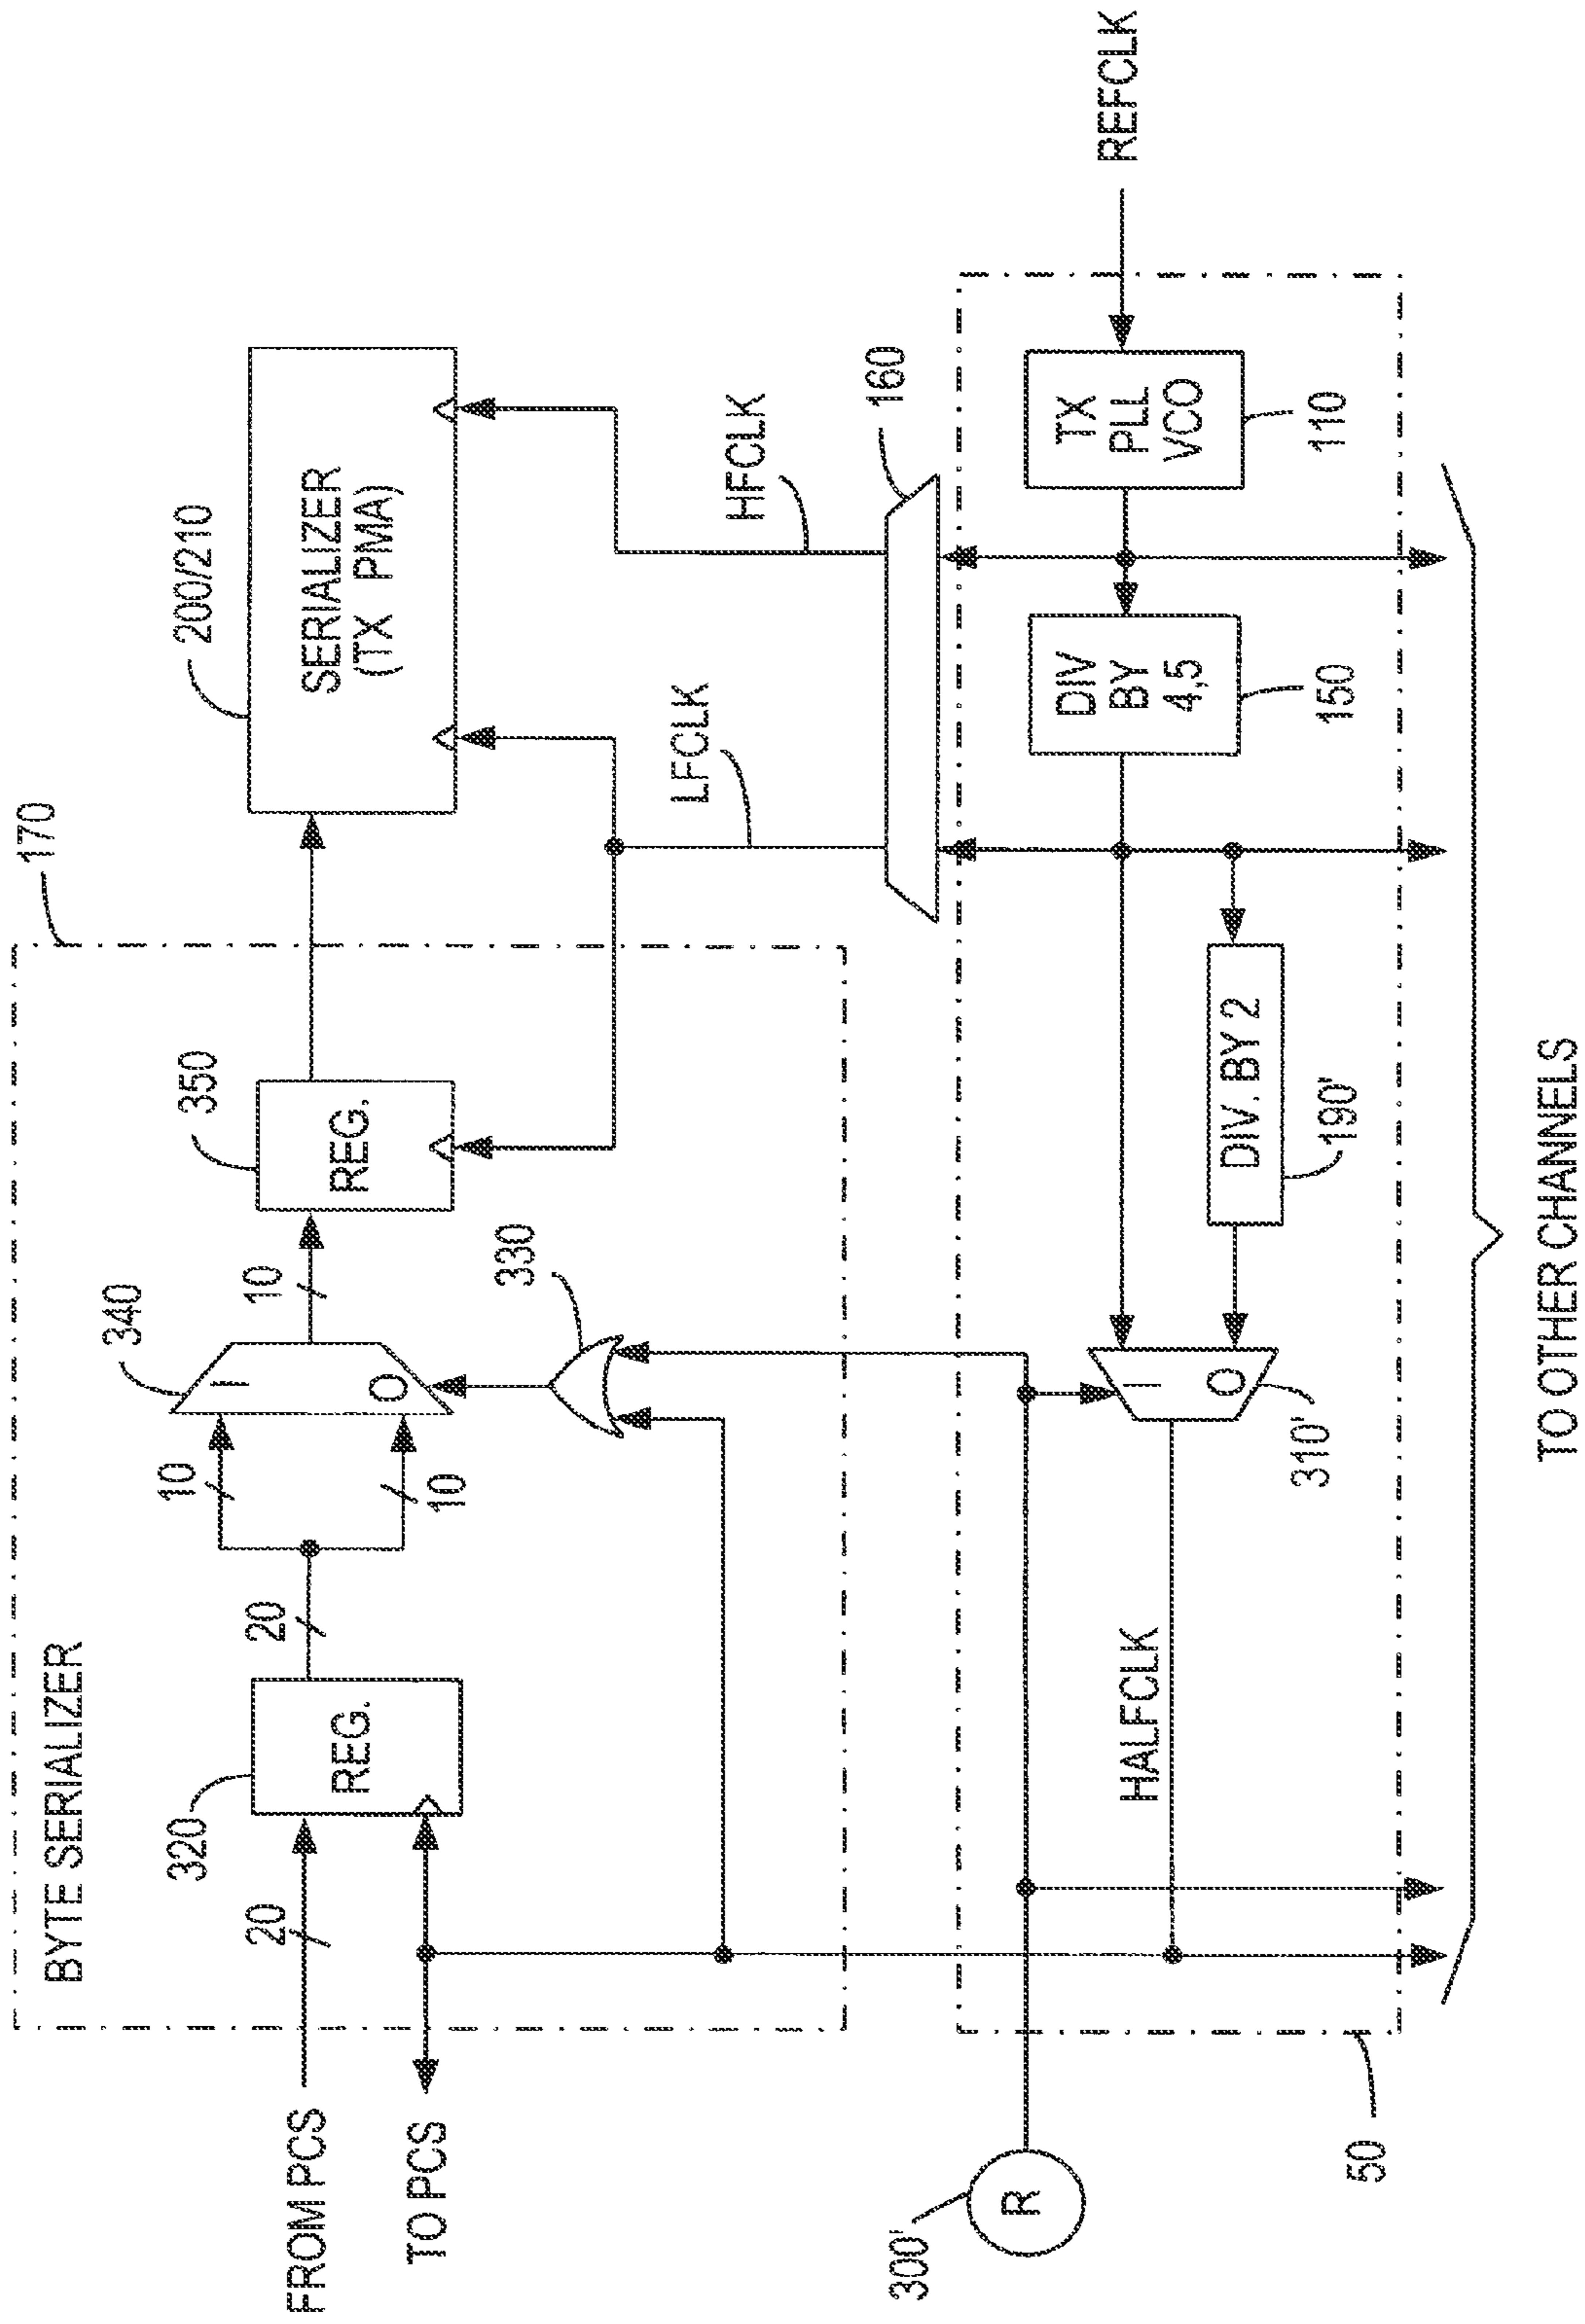 BYTE SERIALIZER
170
FROM PCS
20
320
REG.
20
10
10
I
O
340
10
350
REG.
200/210
SERIALIZER
(TX PMA)
TO PCS
330
LFCLK
HFCLK
160
300'
R
HALFCLK
I
O
310'
DIV. BY 2
190'
DIV
BY
4,5
150
TX
PLL
VCO
110
REFCLK
50
TO OTHER CHANNELS